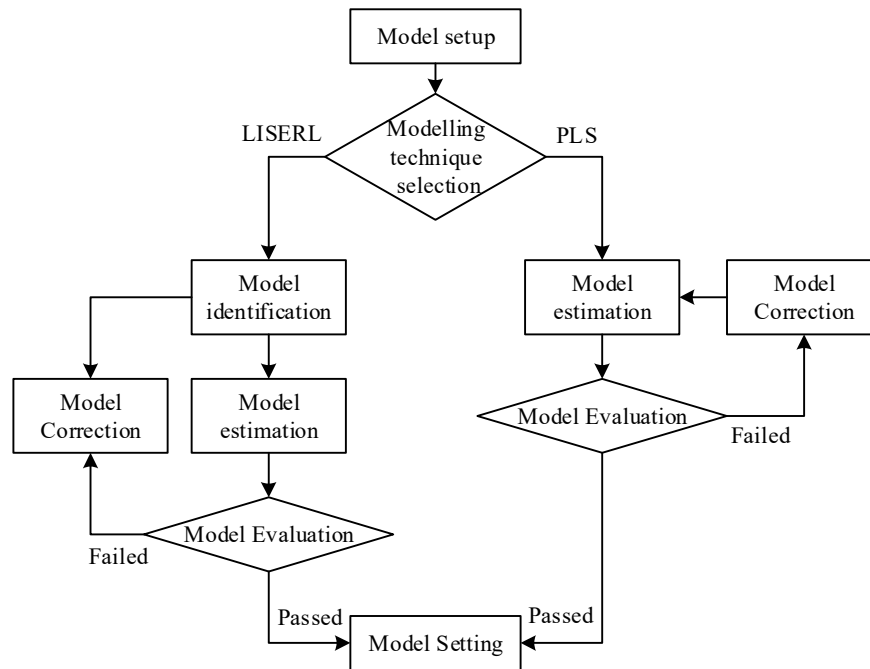 Model setup
LISERL
Modelling
technique
selection
PLS
Model
identification
Model
estimation
Model
Correction
Model
Correction
Model
estimation
Model Evaluation
Failed
Model Evaluation
Failed
Passed
Passed
Model Setting